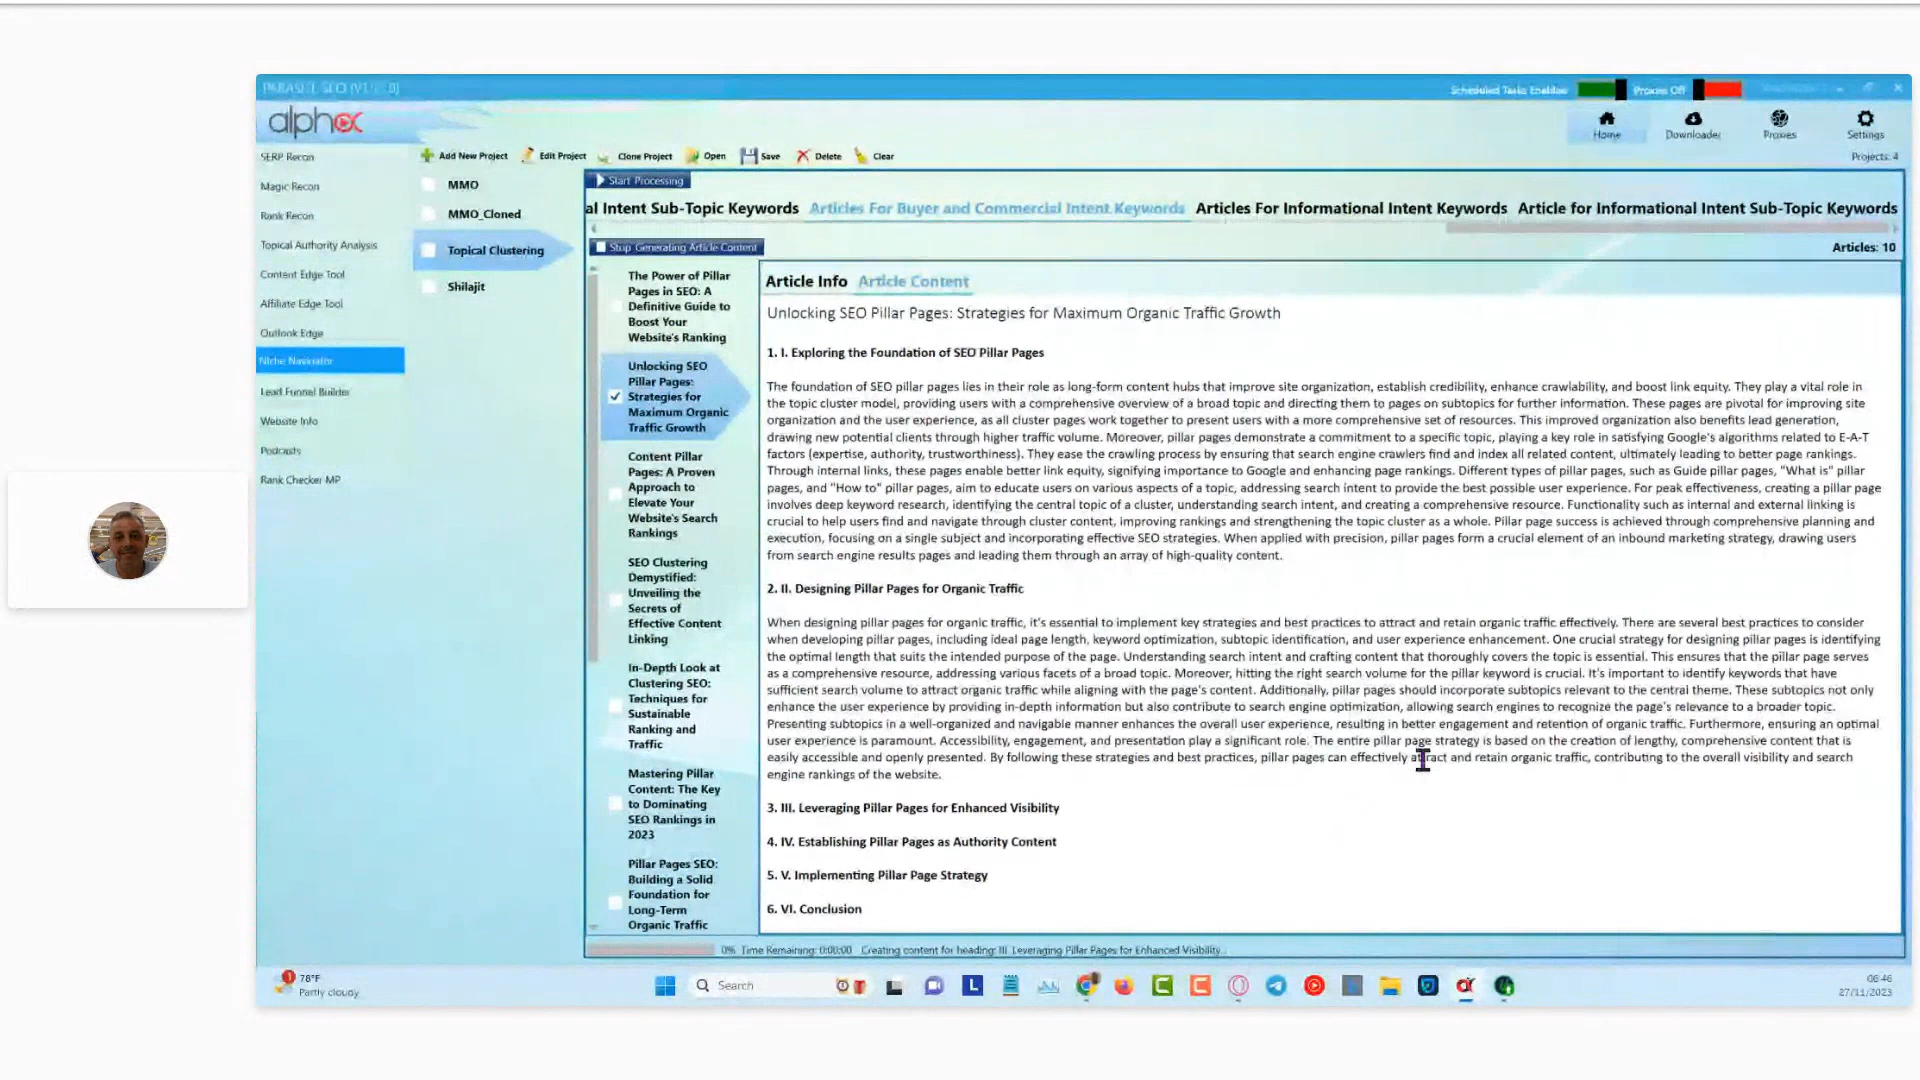 PARASITE SEO
Scheduled Tasks Enabled
Proxies Off
alphox
Home
Downloader
Proxies
Settings
SERP Recon
Add New Project
Edit Project
Clone Project
Open
Save
Delete
Clear
Projects: 4
Magic Recon
Rank Recon
Topical Authority Analysis
Content Edge Tool
Affiliate Edge Tool
Outlook Edge
Niche Navigator
Lead Funnel Builder
Website Info
Podcasts
Rank Checker MP
MMO
MMO_Cloned
Topical Clustering
Shilajit
Start Processing
al Intent Sub-Topic Keywords Articles For Buyer and Commercial Intent Keywords Articles For Informational Intent Keywords Article for Informational Intent Sub-Topic Keywords
Stop Generating Article Content
Articles: 10
The Power of Pillar
Pages in SEO: A
Definitive Guide to
Boost Your
Website's Ranking
Unlocking SEO
Pillar Pages:
Strategies for
Maximum Organic
Traffic Growth
Content Pillar
Pages: A Proven
Approach to
Elevate Your
Website's Search
Rankings
SEO Clustering
Demystified:
Unveiling the
Secrets of
Effective Content
Linking
In-Depth Look at
Clustering SEO:
Techniques for
Sustainable
Ranking and
Traffic
Mastering Pillar
Content: The Key
to Dominating
SEO Rankings in
2023
Pillar Pages SEO:
Building a Solid
Foundation for
Long-Term
Organic Traffic
Article Info Article Content
Unlocking SEO Pillar Pages: Strategies for Maximum Organic Traffic Growth
1. I. Exploring the Foundation of SEO Pillar Pages
The foundation of SEO pillar pages lies in their role as long-form content hubs that improve site organization, establish credibility, enhance crawlability, and boost link equity. They play a vital role in
the topic cluster model, providing users with a comprehensive overview of a broad topic and directing them to pages on subtopics for further information. These pages are pivotal for improving site
organization and the user experience, as all cluster pages work together to present users with a more comprehensive set of resources. This improved organization also benefits lead generation,
drawing new potential clients through higher traffic volume. Moreover, pillar pages demonstrate a commitment to a specific topic, playing a key role in satisfying Google's algorithms related to E-A-T
factors (expertise, authority, trustworthiness). They ease the crawling process by ensuring that search engine crawlers find and index all related content, ultimately leading to better page rankings.
Through internal links, these pages enable better link equity, signifying importance to Google and enhancing page rankings. Different types of pillar pages, such as Guide pillar pages, "What is" pillar
pages, and "How to" pillar pages, aim to educate users on various aspects of a topic, addressing search intent to provide the best possible user experience. For peak effectiveness, creating a pillar page
involves deep keyword research, identifying the central topic of a cluster, understanding search intent, and creating a comprehensive resource. Functionality such as internal and external linking is
crucial to help users find and navigate through cluster content, improving rankings and strengthening the topic cluster as a whole. Pillar page success is achieved through comprehensive planning and
execution, focusing on a single subject and incorporating effective SEO strategies. When applied with precision, pillar pages form a crucial element of an inbound marketing strategy, drawing users
from search engine results pages and leading them through an array of high-quality content.
2. II. Designing Pillar Pages for Organic Traffic
When designing pillar pages for organic traffic, it's essential to implement key strategies and best practices to attract and retain organic traffic effectively. There are several best practices to consider
when developing pillar pages, including ideal page length, keyword optimization, subtopic identification, and user experience enhancement. One crucial strategy for designing pillar pages is identifying
the optimal length that suits the intended purpose of the page. Understanding search intent and crafting content that thoroughly covers the topic is essential. This ensures that the pillar page serves
as a comprehensive resource, addressing various facets of a broad topic. Moreover, hitting the right search volume for the pillar keyword is crucial. It's important to identify keywords that have
sufficient search volume to attract organic traffic while aligning with the page's content. Additionally, pillar pages should incorporate subtopics relevant to the central theme. These subtopics not only
enhance the user experience by providing in-depth information but also contribute to search engine optimization, allowing search engines to recognize the page's relevance to a broader topic.
Presenting subtopics in a well-organized and navigable manner enhances the overall user experience, resulting in better engagement and retention of organic traffic. Furthermore, ensuring an optimal
user experience is paramount. Accessibility, engagement, and presentation play a significant role. The entire pillar page strategy is based on the creation of lengthy, comprehensive content that is
easily accessible and openly presented. By following these strategies and best practices, pillar pages can effectively attract and retain organic traffic, contributing to the overall visibility and search
engine rankings of the website.
3. III. Leveraging Pillar Pages for Enhanced Visibility
4. IV. Establishing Pillar Pages as Authority Content
5. V. Implementing Pillar Page Strategy
6. VI. Conclusion
0% Time Remaining: 0:00:00 Creating content for heading: III. Leveraging Pillar Pages for Enhanced Visibility...
1
78°F
Partly cloudy
Search
L
06:46
27/11/2023